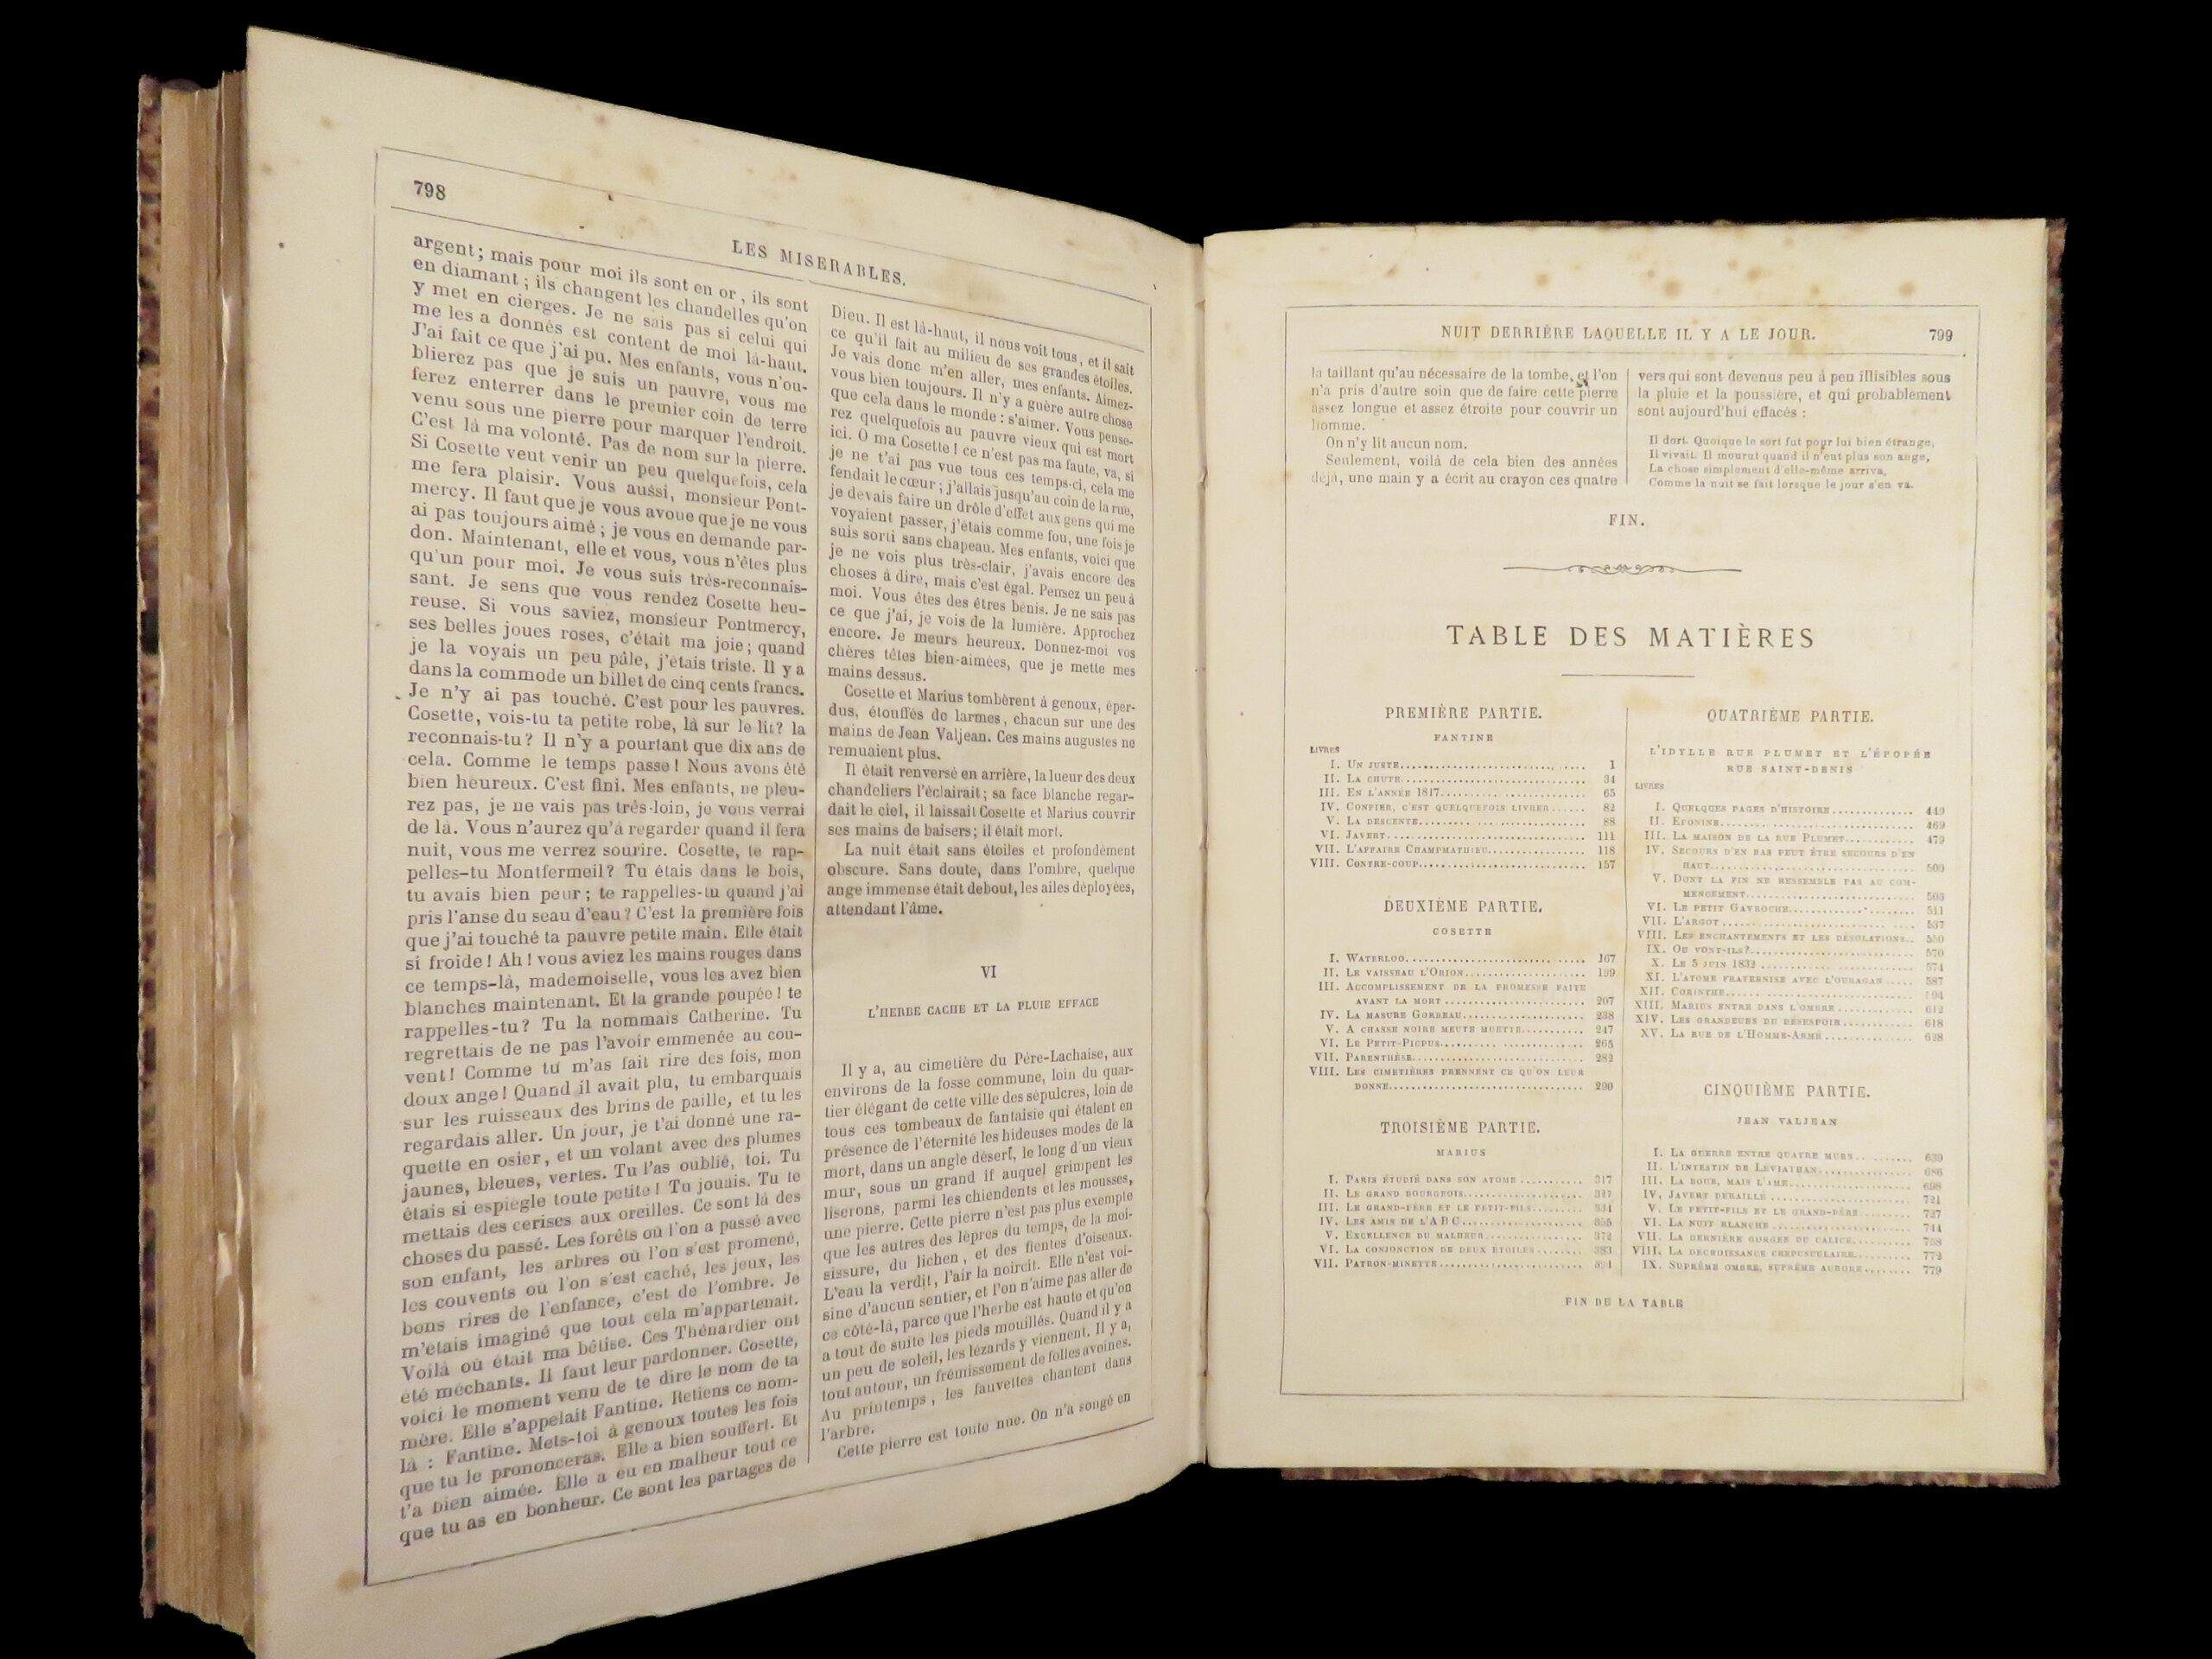 798
LES MISERABLES.
argent; mais pour moi ils sont en or, ils sont
en diamant; ils changent les chandelles qu'on
y met en cierges. Je ne sais pas si celui qui
me les a donnés est content de moi là-haut.
J'ai fait ce que j'ai pu. Mes enfants, vous n'ou-
blierez pas que je suis un pauvre, vous me
ferez enterrer dans le premier coin de terre
venu sous une pierre pour marquer l'endroit.
C'est là ma volonté. Pas de nom sur la pierre.
Si Cosette veut venir un peu quelquefois, cela
me fera plaisir. Vous aussi, monsieur Pont-
mercy. Il faut que je vous avoue que je ne vous
ai pas toujours aimé; je vous en demande par-
don. Maintenant, elle et vous, vous n'êtes plus
qu'un pour moi. Je vous suis très-reconnais-
sant. Je sens que vous rendez Cosette heu-
reuse. Si vous saviez, monsieur Pontmercy,
ses belles joues roses, c'était ma joie; quand
je la voyais un peu pâle, j'étais triste. Il y a
dans la commode un billet de cinq cents francs.
Je n'y ai pas touché. C'est pour les pauvres.
Cosette, vois-tu ta petite robe, là sur le lit? la
reconnais-tu? Il n'y a pourtant que dix ans de
cela. Comme le temps passe! Nous avons été
bien heureux. C'est fini. Mes enfants, ne pleu-
rez pas, je ne vais pas très-loin, je vous verrai
de là. Vous n'aurez qu'à regarder quand il fera
nuit, vous me verrez sourire. Cosette, te rap-
pelles-tu Montfermeil? Tu étais dans le bois,
tu avais bien peur; te rappelles-tu quand j'ai
pris l'anse du seau d'eau? C'est la première fois
que j'ai touché ta pauvre petite main. Elle était
si froide! Ah! vous aviez les mains rouges dans
ce temps-là, mademoiselle, vous les avez bien
blanches maintenant. Et la grande poupée! te
rappelles-tu? Tu la nommais Catherine. Tu
regrettais de ne pas l'avoir emmenée au cou-
vent! Comme tu m'as fait rire des fois, mon
doux ange! Quand il avait plu, tu embarquais
sur les ruisseaux des brins de paille, et tu les
regardais aller. Un jour, je t'ai donné une ra-
quette en osier, et un volant avec des plumes
jaunes, bleues, vertes. Tu l'as oublié, toi. Tu
étais si espiègle toute petite! Tu jouais. Tu te
mettais des cerises aux oreilles. Ce sont là des
choses du passé. Les forêts où l'on a passé avec
son enfant, les arbres où l'on s'est promené,
les couvents où l'on s'est caché, les jeux, les
bons rires de l'enfance, c'est de l'ombre. Je
m'étais imaginé que tout cela m'appartenait.
Voilà où était ma bêtise. Ces Thénardier ont
été méchants. Il faut leur pardonner. Cosette,
voici le moment venu de te dire le nom de ta
mère. Elle s'appelait Fantine. Retiens ce nom-
là : Fantine. Mets-toi à genoux toutes les fois
que tu le prononceras. Elle a bien souffert. Et
t'a bien aimée. Elle a eu en malheur tout ce
que tu as en bonheur. Ce sont les partages de
Dieu. Il est là-haut, il nous voit tous, et il sait
ce qu'il fait au milieu de ses grandes étoiles.
Je vais donc m'en aller, mes enfants. Aimez-
vous bien toujours. Il n'y a guère autre chose
que cela dans le monde : s'aimer. Vous pense-
rez quelquefois au pauvre vieux qui est mort
ici. O ma Cosette! ce n'est pas ma faute, va, si
je ne t'ai pas vue tous ces temps-ci, cela me
fendait le cœur; j'allais jusqu'au coin de la rue,
je devais faire un drôle d'effet aux gens qui me
voyaient passer, j'étais comme fou, une fois je
suis sorti sans chapeau. Mes enfants, voici que
je ne vois plus très-clair, j'avais encore des
choses à dire, mais c'est égal. Pensez un peu à
moi. Vous êtes des êtres bénis. Je ne sais pas
ce que j'ai, je vois de la lumière. Approchez
encore. Je meurs heureux. Donnez-moi vos
chères têtes bien-aimées, que je mette mes
mains dessus.
Cosette et Marius tombèrent à genoux, éper-
dus, étouffés de larmes, chacun sur une des
mains de Jean Valjean. Ces mains augustes ne
remuaient plus.
Il était renversé en arrière, la lueur des deux
chandeliers l'éclairait; sa face blanche regar-
dait le ciel, il laissait Cosette et Marius couvrir
ses mains de baisers; il était mort.
La nuit était sans étoiles et profondément
obscure. Sans doute, dans l'ombre, quelque
ange immense était debout, les ailes déployées,
attendant l'âme.
VI
L'HERBE CACHE ET LA PLUIE EFFACE
Il y a, au cimetière du Père-Lachaise, aux
environs de la fosse commune, loin du quar-
tier élégant de cette ville des sépulcres, loin de
tous ces tombeaux de fantaisie qui étalent en
présence de l'éternité les hideuses modes de la
mort, dans un angle désert, le long d'un vieux
mur, sous un grand if auquel grimpent les
liserons, parmi les chiendents et les mousses,
une pierre. Cette pierre n'est pas plus exemple
que les autres des lèpres du temps, de la moi-
sissure, du lichen, et des fientes d'oiseaux.
L'eau la verdit, l'air la noircit. Elle n'est voi-
sine d'aucun sentier, et l'on n'aime pas aller de
ce côté-là, parce que l'herbe est haute et qu'on
a tout de suite les pieds mouillés. Quand il y a
un peu de soleil, les lézards y viennent. Il y a,
tout autour, un frémissement de folles avoines.
Au printemps, les fauvettes chantent dans
l'arbre.
Cette pierre est toute nue. On n'a songé en
NUIT DERRIÈRE LAQUELLE IL Y A LE JOUR.
799
la taillant qu'au nécessaire de la tombe, et l'on
n'a pris d'autre soin que de faire cette pierre
assez longue et assez étroite pour couvrir un
homme.
On n'y lit aucun nom.
Seulement, voilà de cela bien des années
déjà, une main y a écrit au crayon ces quatre
vers qui sont devenus peu à peu illisibles sous
la pluie et la poussière, et qui probablement
sont aujourd'hui effacés :
Il dort. Quoique le sort fut pour lui bien étrange,
Il vivait. Il mourut quand il n'eut plus son ange,
La chose simplement d'elle-même arriva,
Comme la nuit se fait lorsque le jour s'en va.
FIN.
TABLE DES MATIÈRES
PREMIÈRE PARTIE.
FANTINE
LIVRES
I. UN JUSTE 1
II. LA CHUTE 34
III. EN L'ANNÉE 1817 65
IV. CONFIER, C'EST QUELQUEFOIS LIVRER 82
V. LA DESCENTE 88
VI. JAVERT 111
VII. L'AFFAIRE CHAMPMATHIEU 118
VIII. CONTRE-COUP 157
DEUXIÈME PARTIE.
COSETTE
I. WATERLOO 167
II. LE VAISSEAU L'ORION 199
III. ACCOMPLISSEMENT DE LA PROMESSE FAITE
AVANT LA MORT 207
IV. LA MASURE GORBEAU 238
V. A CHASSE NOIRE MEUTE MUETTE 247
VI. LE PETIT-PICPUS 265
VII. PARENTHÈSE 282
VIII. LES CIMETIÈRES PRENNENT CE QU'ON LEUR
DONNE 290
TROISIÈME PARTIE.
MARIUS
I. PARIS ÉTUDIÉ DANS SON ATOME 317
II. LE GRAND BOURGEOIS
III. LE GRAND-PÈRE ET LE PETIT-FILS
IV. LES AMIS DE L'A B C 355
V. EXCELLENCE DU MALHEUR 372
VI. LA CONJONCTION DE DEUX ÉTOILES 383
VII. PATRON-MINETTE
QUATRIÈME PARTIE.
L'IDYLLE RUE PLUMET ET L'ÉPOPÉE
RUE SAINT-DENIS
LIVRES
I. QUELQUES PAGES D'HISTOIRE 449
II. EPONINE 469
III. LA MAISON DE LA RUE PLUMET 479
IV. SECOURS D'EN BAS PEUT ÊTRE SECOURS D'EN
HAUT 500
V. DONT LA FIN NE RESSEMBLE PAS AU COM-
MENCEMENT 503
VI. LE PETIT GAVROCHE 511
VII. L'ARGOT 537
VIII. LES ENCHANTEMENTS ET LES DÉSOLATIONS 550
IX. OÙ VONT-ILS? 570
X. LE 5 JUIN 1832 574
XI. L'ATOME FRATERNISE AVEC L'OURAGAN 587
XII. CORINTHE
XIII. MARIUS ENTRE DANS L'OMBRE 612
XIV. LES GRANDEURS DU DÉSESPOIR 618
XV. LA RUE DE L'HOMME-ARMÉ 628
CINQUIÈME PARTIE.
JEAN VALJEAN
I. LA GUERRE ENTRE QUATRE MURS 639
II. L'INTESTIN DE LEVIATHAN 686
III. LA BOUE, MAIS L'AME 698
IV. JAVERT DERAILLÉ 721
V. LE PETIT-FILS ET LE GRAND-PÈRE 727
VI. LA NUIT BLANCHE 744
VII. LA DERNIÈRE GORGEE DU CALICE 758
VIII. LA DECROISSANCE CREPUSCULAIRE 772
IX. SUPRÊME OMBRE, SUPRÊME AURORE 779
FIN DE LA TABLE